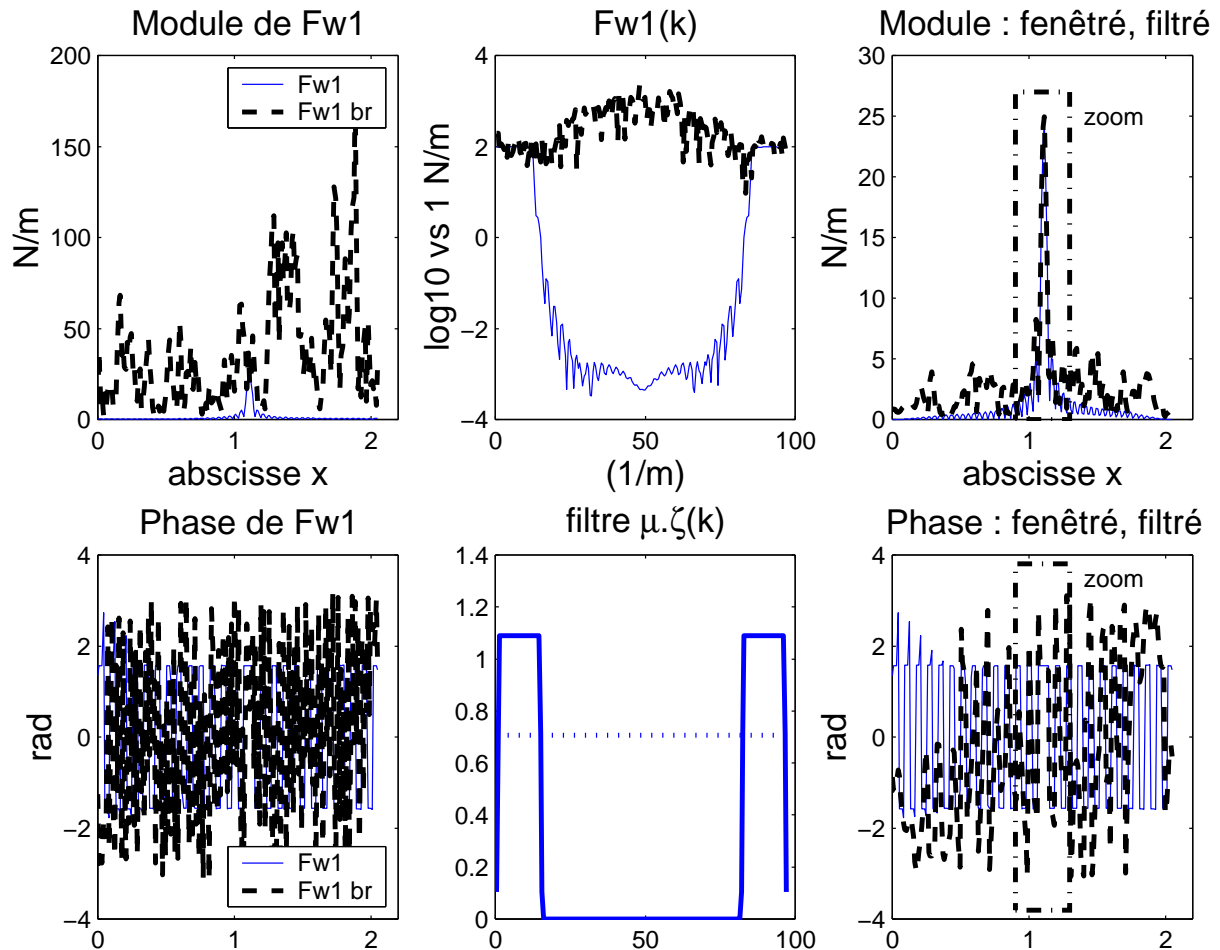 Module de Fw1
N/m
200
150
100
50
0
0 1 2
abscisse x
Fw1
Fw1 br
Fw1(k)
log10 vs 1 N/m
4
2
0
−2
−4
0 50 100
(1/m)
Module : fenêtré, filtré
N/m
30
25
20
15
10
5
0
0 1 2
abscisse x
zoom
Phase de Fw1
rad
4
2
0
−2
−4
0 1 2
Fw1
Fw1 br
filtre μ.ζ(k)
1.4
1.2
1
0.8
0.6
0.4
0.2
0
0 50 100
Phase : fenêtré, filtré
rad
4
2
0
−2
−4
0 1 2
zoom